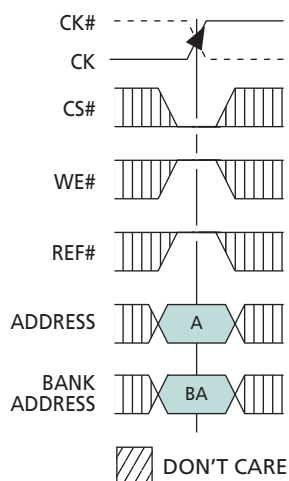 CK#
CK
CS#
WE#
REF#
ADDRESS
A
BANK
ADDRESS
BA
DON'T CARE